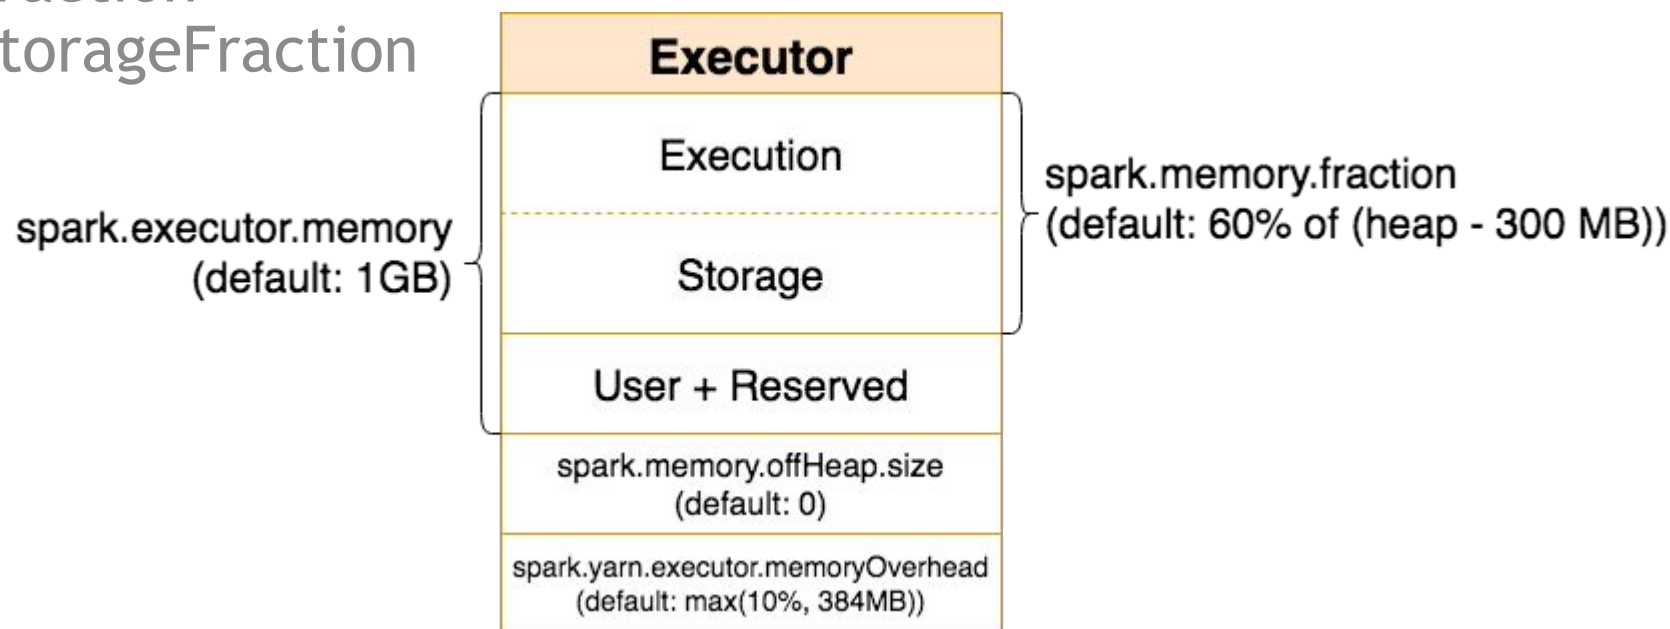 torageFraction
Executor
Execution
Storage
User + Reserved
spark.executor.memory
(default: 1GB)
spark.memory.fraction
(default: 60% of (heap - 300 MB))
spark.memory.offHeap.size
(default: 0)
spark.yarn.executor.memoryOverhead
(default: max(10%, 384MB))